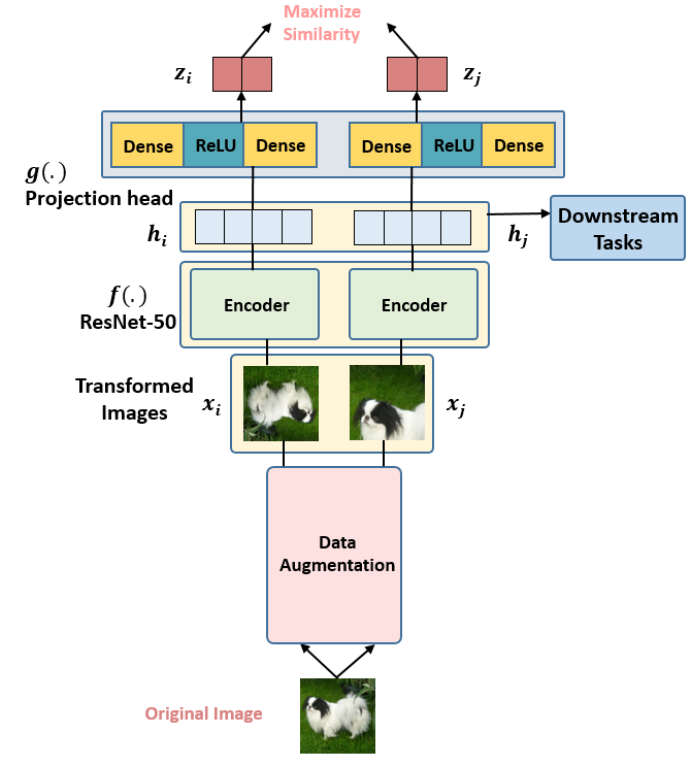 Maximize
Similarity
z_i
z_j
Dense ReLU Dense
Dense ReLU Dense
g(.)
Projection head
h_i
h_j
Downstream
Tasks
f(.)
ResNet-50
Encoder
Encoder
Transformed
Images
x_i
x_j
Data
Augmentation
Original Image